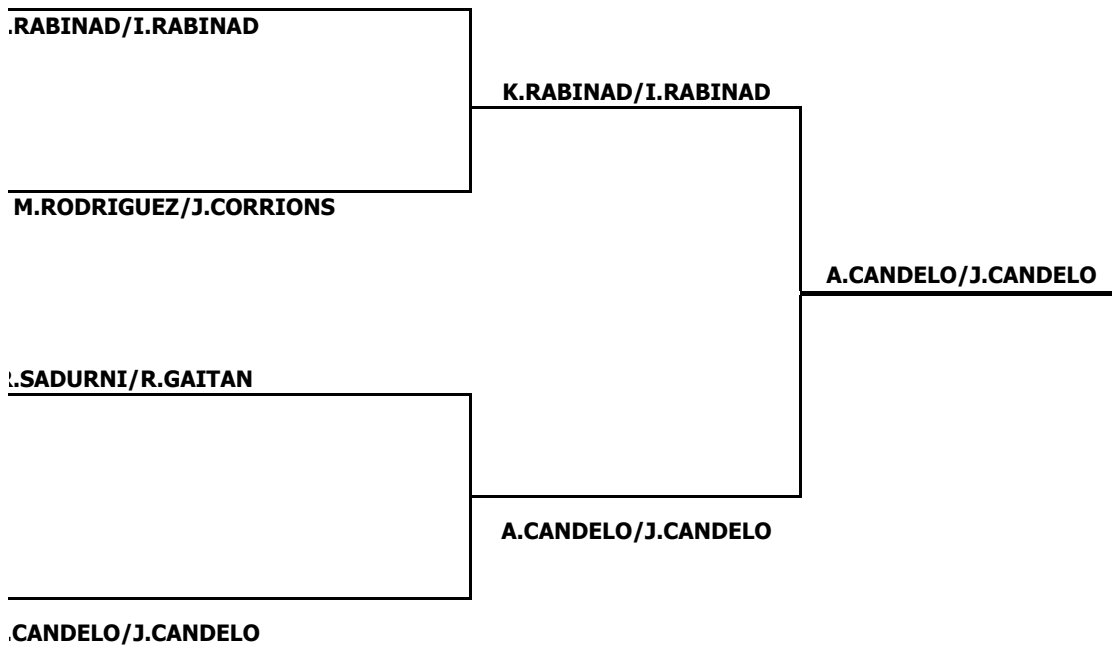 .RABINAD/I.RABINAD
K.RABINAD/I.RABINAD
M.RODRIGUEZ/J.CORRIONS
A.CANDELO/J.CANDELO
.SADURNI/R.GAITAN
A.CANDELO/J.CANDELO
.CANDELO/J.CANDELO